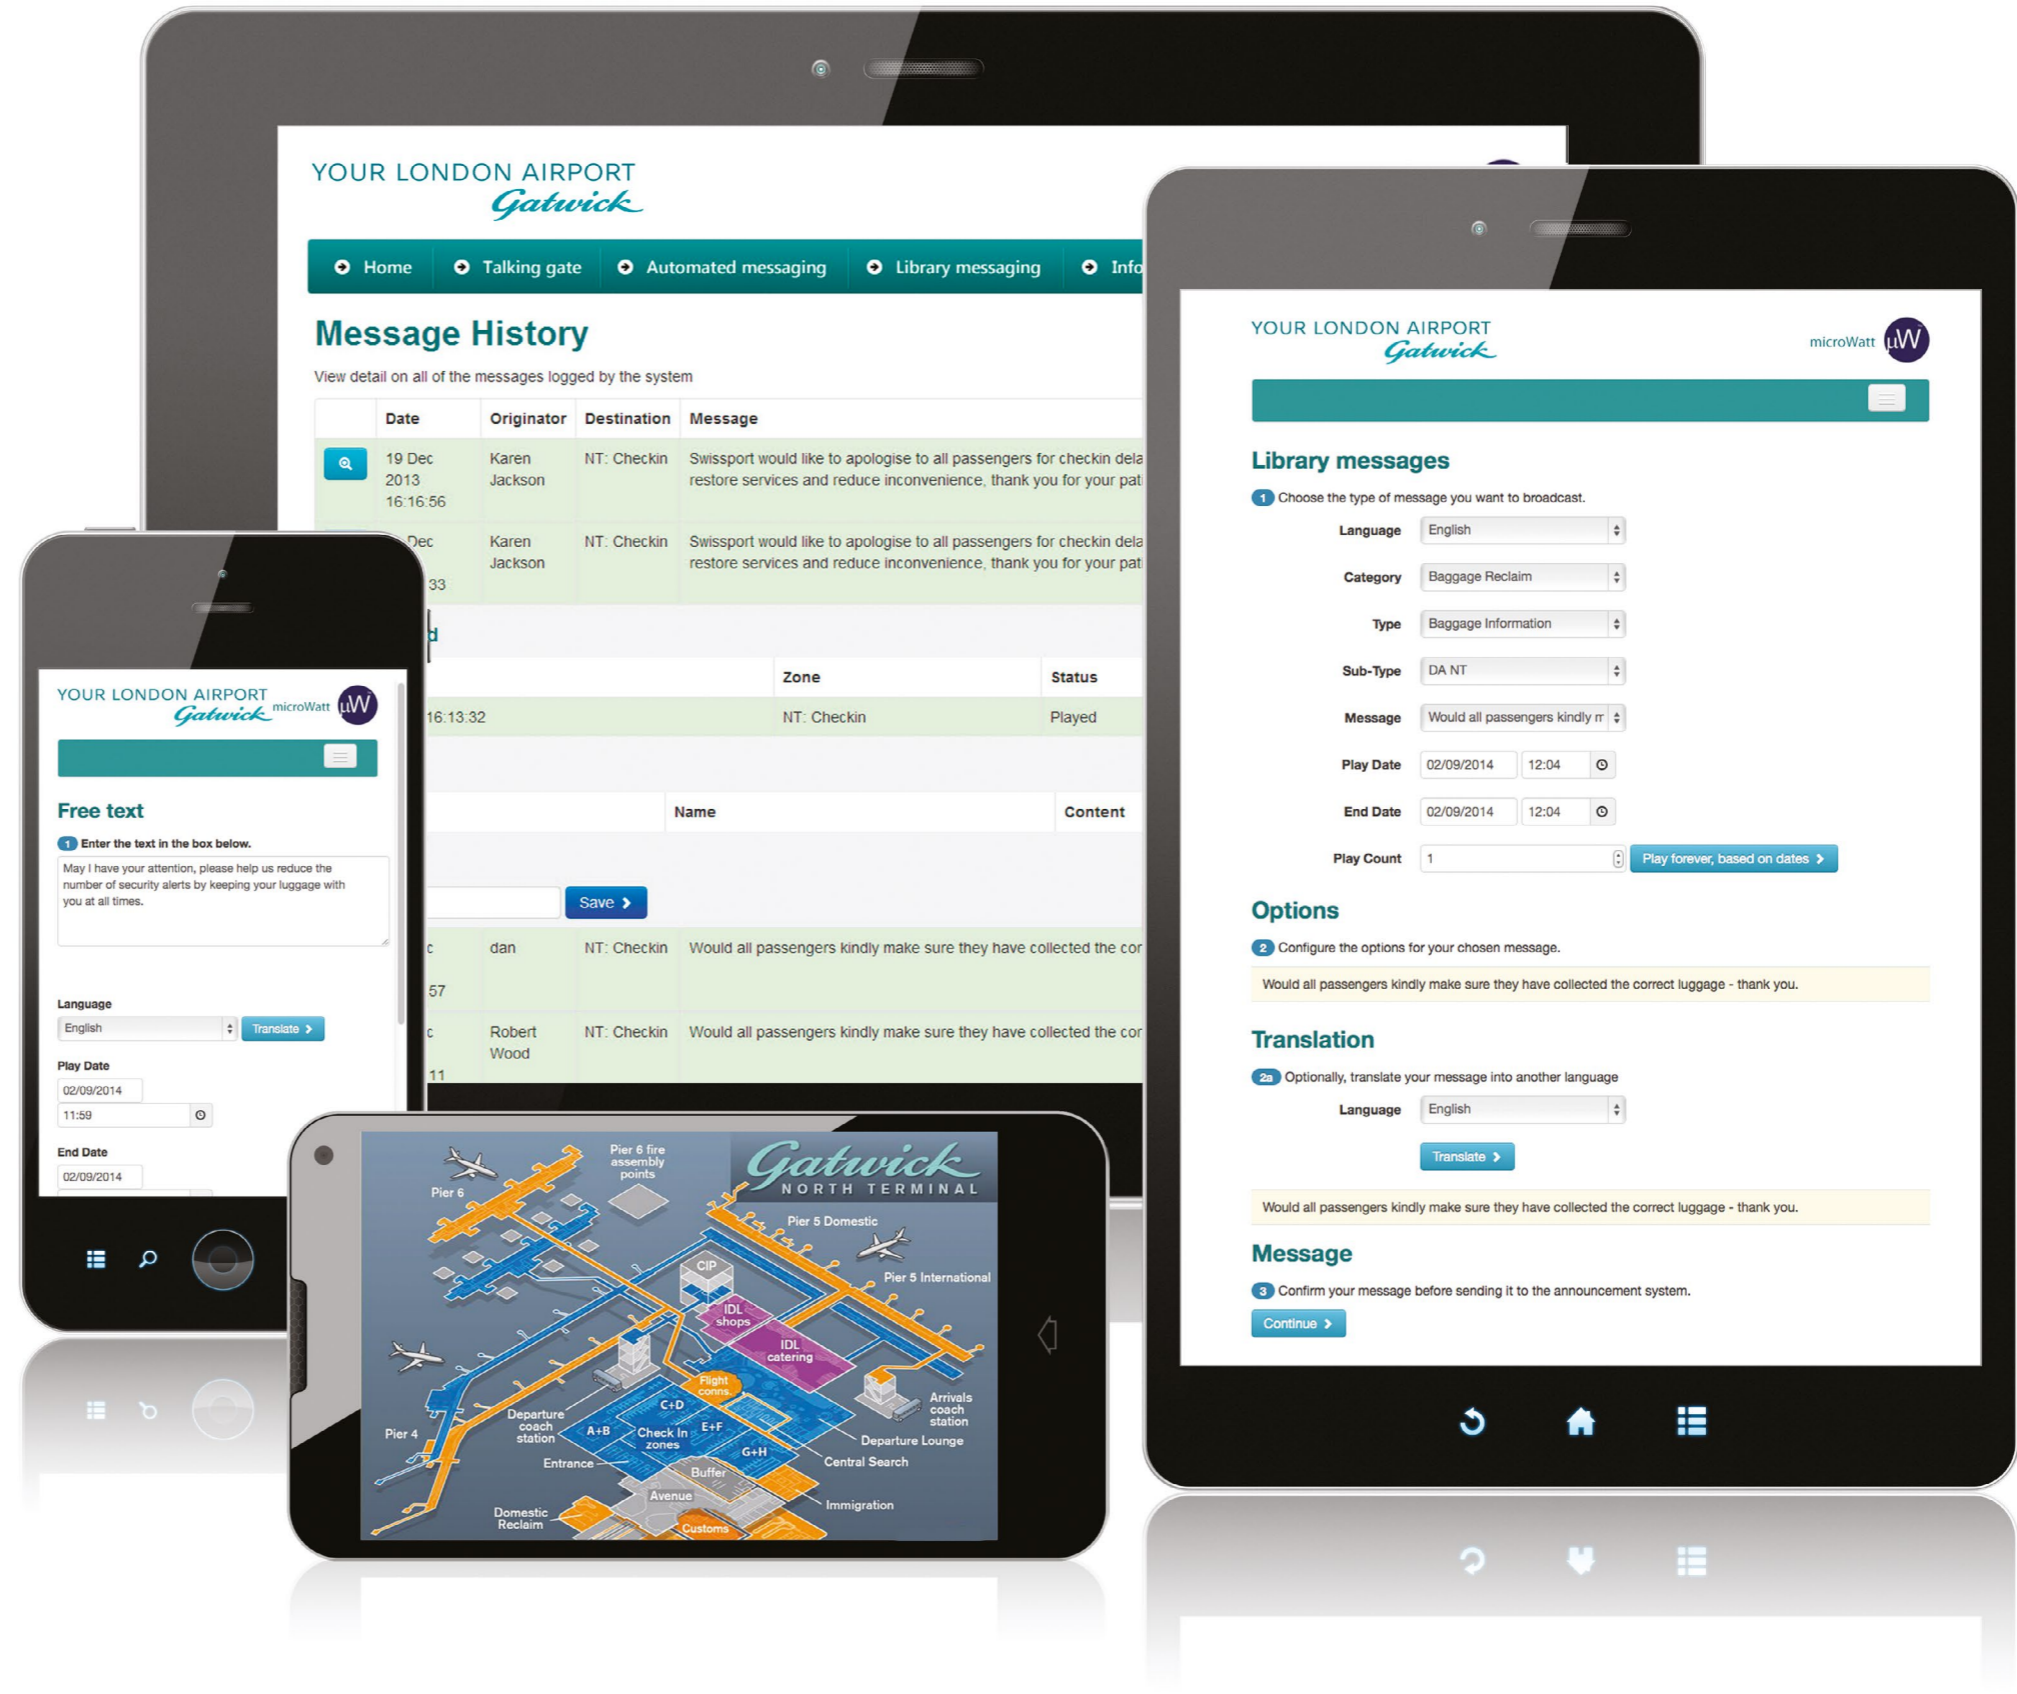 YOUR LONDON AIRPORT
Gatwick
Home
Talking gate
Automated messaging
Library messaging
Message History
View detail on all of the messages logged by the system
Date Originator Destination Message
19 Dec Karen NT: Checkin Swissport would like to apologise to all passengers for checkin
2013 Jackson restore services and reduce inconvenience, thank you for your
16:16:56
Dec Karen NT: Checkin Swissport would like to apologise to all passengers for checkin
Jackson restore services and reduce inconvenience, thank you for your
33
Zone Status
16:13:32 NT: Checkin Played
Name Content
Save
dan NT: Checkin Would all passengers kindly make sure they have collected the
57
Robert NT: Checkin Would all passengers kindly make sure they have collected the
Wood
11
YOUR LONDON AIRPORT
Gatwick
microWatt
µW
Free text
1 Enter the text in the box below.
May I have your attention, please help us reduce the
number of security alerts by keeping your luggage with
you at all times.
Language
English Translate
Play Date
02/09/2014
11:59
End Date
02/09/2014
Gatwick
NORTH TERMINAL
Pier 6 fire
assembly
points
Pier 6
Pier 5 Domestic
Pier 5 International
CIP
IDL
shops
IDL
catering
Flight
conns.
Arrivals
coach
station
Departure
coach
station
Pier 4
A+B
C+D
Check In
zones
E+F
G+H
Departure Lounge
Central Search
Entrance
Buffer
Avenue
Immigration
Domestic
Reclaim
Customs
YOUR LONDON AIRPORT
Gatwick
microWatt
µW
Library messages
1 Choose the type of message you want to broadcast.
Language English
Category Baggage Reclaim
Type Baggage Information
Sub-Type DA NT
Message Would all passengers kindly
Play Date 02/09/2014 12:04
End Date 02/09/2014 12:04
Play Count 1 Play forever, based on dates
Options
2 Configure the options for your chosen message.
Would all passengers kindly make sure they have collected the correct luggage - thank you.
Translation
2a Optionally, translate your message into another language
Language English
Translate
Would all passengers kindly make sure they have collected the correct luggage - thank you.
Message
3 Confirm your message before sending it to the announcement system.
Continue